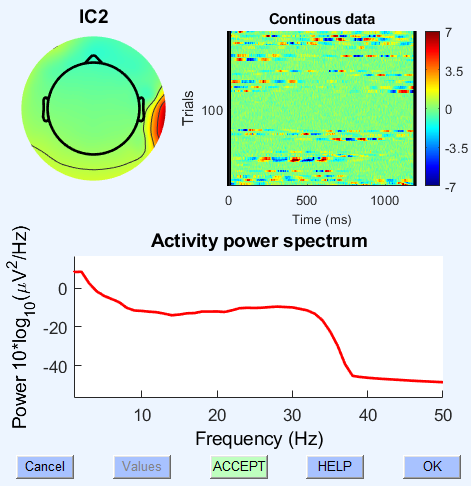 IC2
Continous data
Trials
100
7
3.5
0
-3.5
-7
0 1000
Time (ms)
Activity power spectrum
Power 10*log10(μV2/Hz)
0
-20
-40
10 20 30 40 50
Frequency (Hz)
Cancel Values ACCEPT HELP OK